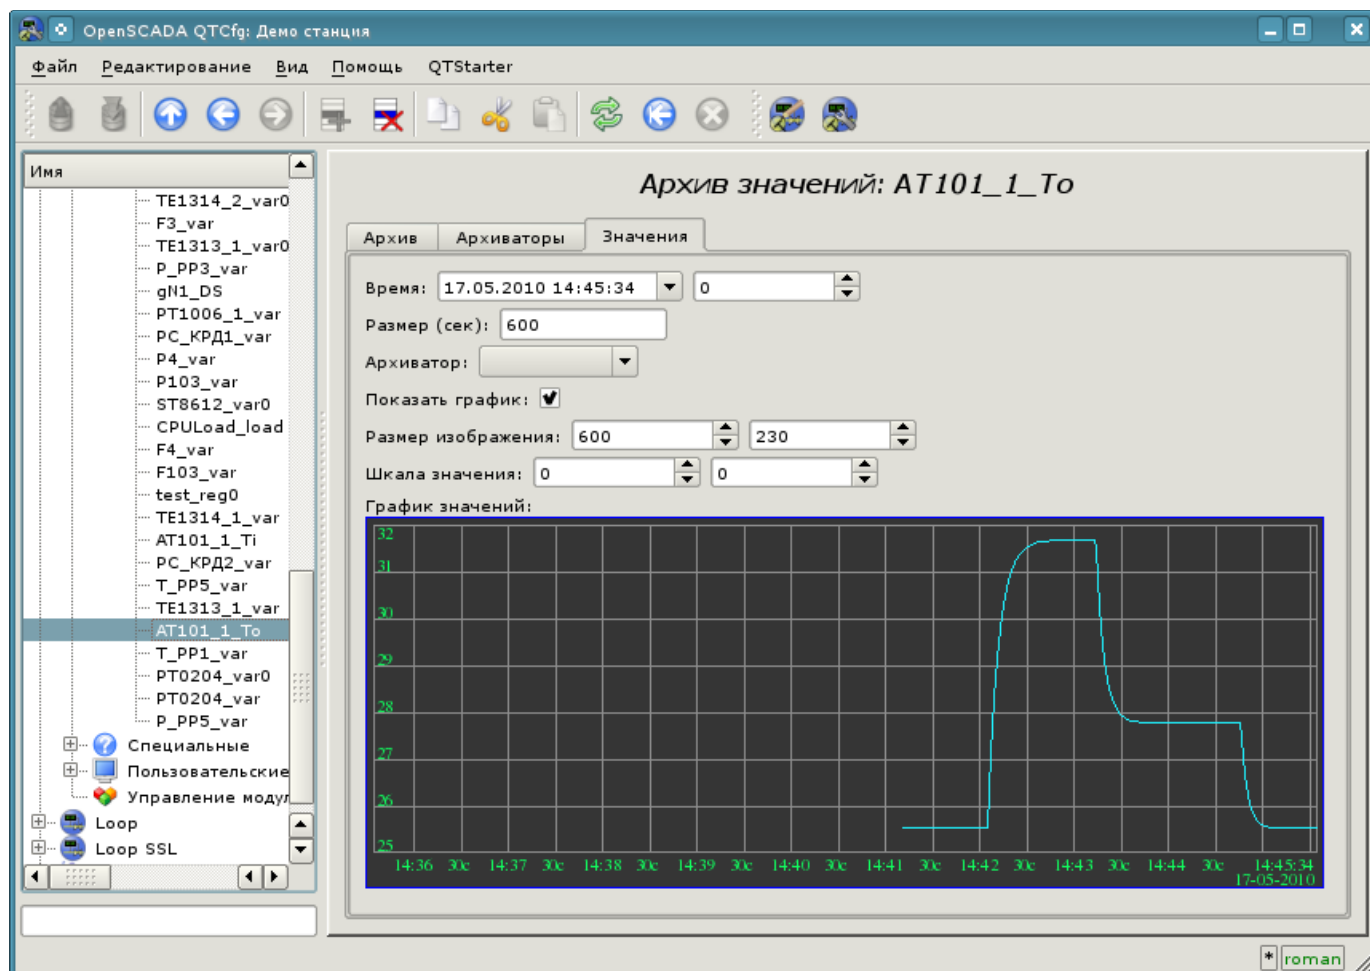 OpenSCADA QTCfg: Демо станция
Файл Редактирование Вид Помощь QTStarter
Имя
TE1314_2_var0
F3_var
TE1313_1_var0
P_PP3_var
gN1_DS
PT1006_1_var
PC_КРД1_var
P4_var
P103_var
ST8612_var0
CPULoad_load
F4_var
F103_var
test_reg0
TE1314_1_var
AT101_1_Ti
PC_КРД2_var
T_PP5_var
TE1313_1_var
AT101_1_To
T_PP1_var
PT0204_var0
PT0204_var
P_PP5_var
Специальные
Пользовательские
Управление модул
Loop
Loop SSL
Архив значений: AT101_1_To
Архив Архиваторы Значения
Время: 17.05.2010 14:45:34 0
Размер (сек): 600
Архиватор:
Показать график:
Размер изображения: 600 230
Шкала значения: 0 0
График значений:
32
31
30
29
28
27
26
25
14:36 30с 14:37 30с 14:38 30с 14:39 30с 14:40 30с 14:41 30с 14:42 30с 14:43 30с 14:44 30с 14:45:34
17-05-2010
* roman